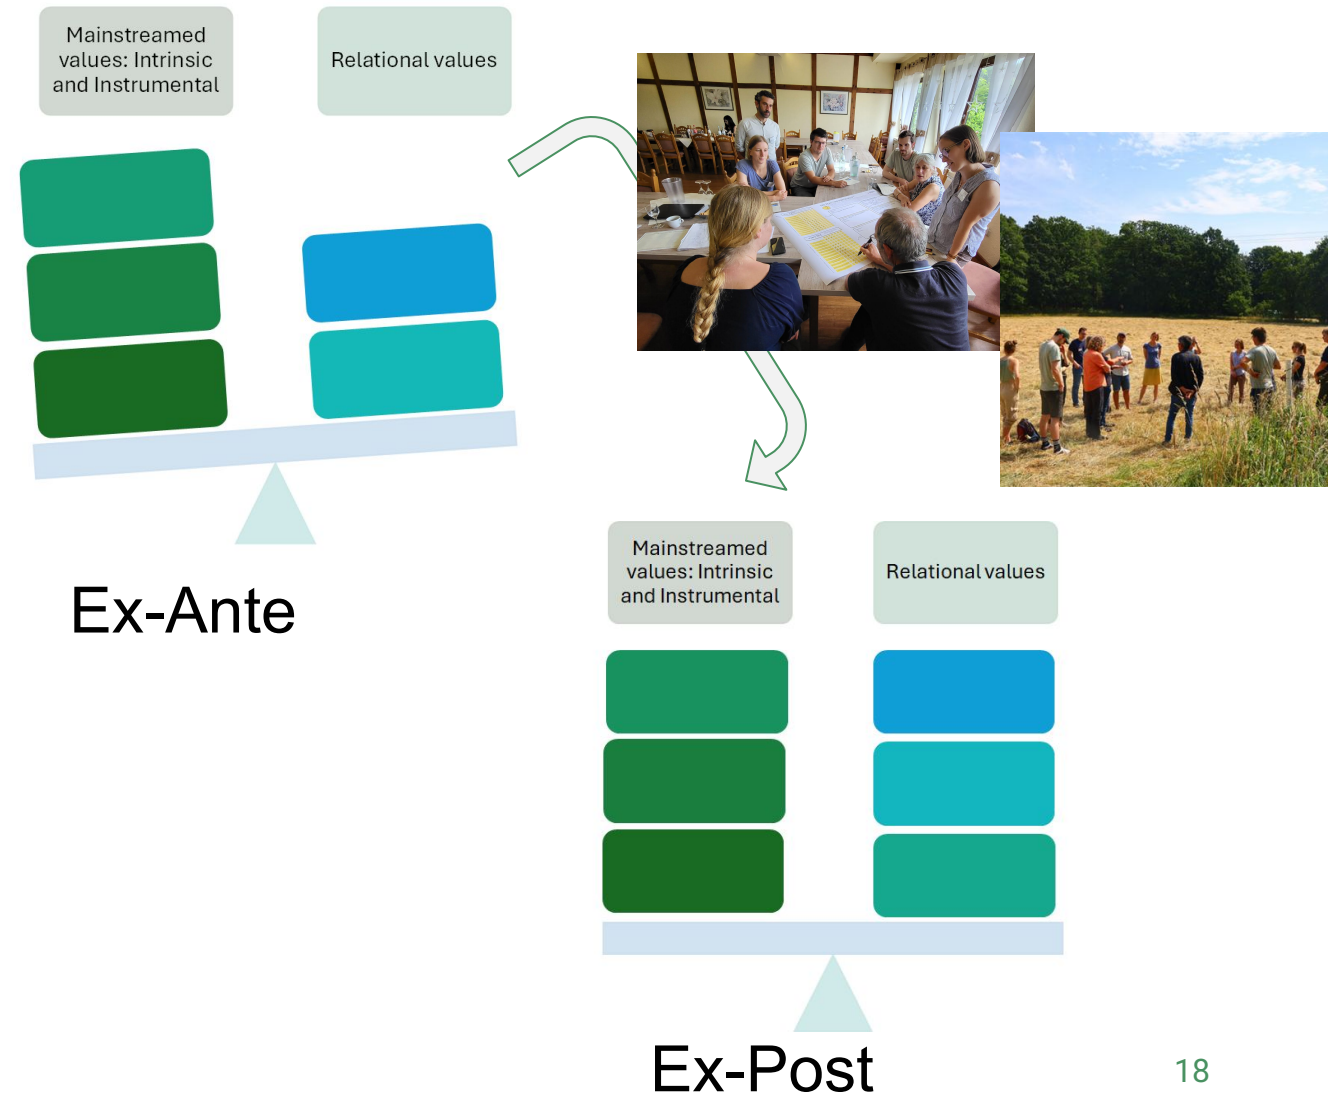 Mainstreamed
values: Intrinsic
and Instrumental
Relational values
Ex-Ante
Mainstreamed
values: Intrinsic
and Instrumental
Relational values
Ex-Post
18